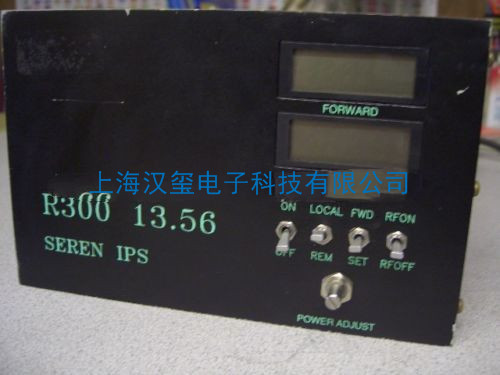 FORWARD
上海汉玺电子科技有限公司
R300 13.56
SEREN IPS
ON LOCAL FWD RFON
OFF REM SET RFOFF
POWER ADJUST